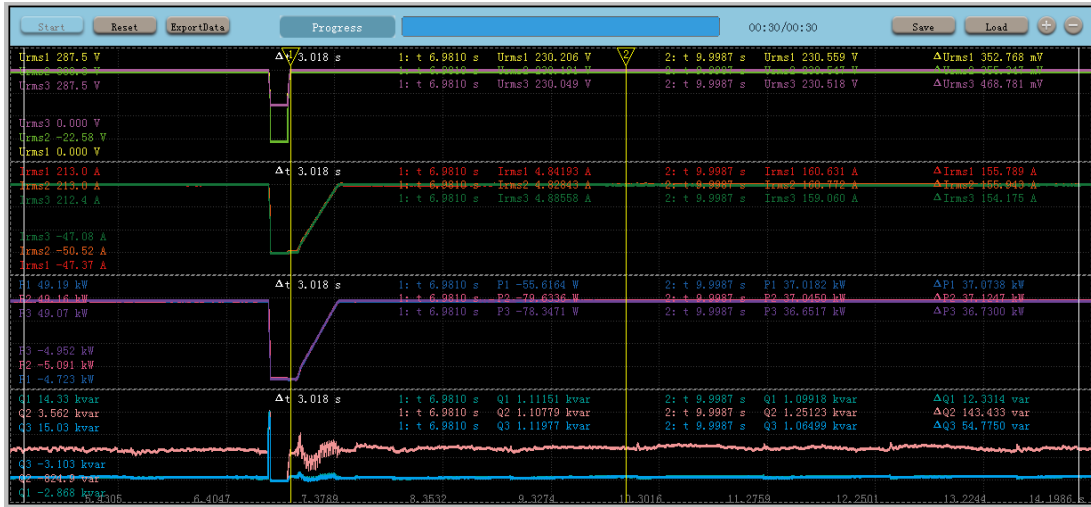 Start Reset ExportData Progress 00:30/00:30 Save Load + −
Urms1 287.5 V Δt 3.018 s 1: t 6.9810 s Urms1 230.206 V 2: t 9.9987 s Urms1 230.559 V ΔUrms1 352.768 mV
1 2
Urms3 287.5 V 1: t 6.9810 s Urms3 230.049 V 2: t 9.9987 s Urms3 230.518 V ΔUrms3 468.781 mV
Urms3 0.000 V
Urms2 -22.58 V
Urms1 0.000 V
Irms1 213.0 A Δt 3.018 s 1: t 6.9810 s Irms1 4.84193 A 2: t 9.9987 s Irms1 160.631 A ΔIrms1 155.789 A
Irms2 213.0 A 1: t 6.9810 s Irms2 4.82843 A 2: t 9.9987 s Irms2 160.772 A ΔIrms2 155.943 A
Irms3 212.4 A 1: t 6.9810 s Irms3 4.88558 A 2: t 9.9987 s Irms3 159.060 A ΔIrms3 154.175 A
Irms3 -47.08 A
Irms2 -50.52 A
Irms1 -47.37 A
P1 49.19 kW Δt 3.018 s 1: t 6.9810 s P1 -55.6164 W 2: t 9.9987 s P1 37.0182 kW ΔP1 37.0738 kW
P2 49.16 kW 1: t 6.9810 s P2 -79.6336 W 2: t 9.9987 s P2 37.0450 kW ΔP2 37.1247 kW
P3 49.07 kW 1: t 6.9810 s P3 -78.3471 W 2: t 9.9987 s P3 36.6517 kW ΔP3 36.7300 kW
P3 -4.952 kW
P2 -5.091 kW
P1 -4.723 kW
Q1 14.33 kvar Δt 3.018 s 1: t 6.9810 s Q1 1.11151 kvar 2: t 9.9987 s Q1 1.09918 kvar ΔQ1 12.3314 var
Q2 3.562 kvar 1: t 6.9810 s Q2 1.10779 kvar 2: t 9.9987 s Q2 1.25123 kvar ΔQ2 143.433 var
Q3 15.03 kvar 1: t 6.9810 s Q3 1.11977 kvar 2: t 9.9987 s Q3 1.06499 kvar ΔQ3 54.7750 var
Q3 -3.103 kvar
Q2 -824.9 var
Q1 -2.868 kvar
5.4305 6.4047 7.3789 8.3532 9.3274 10.3016 11.2759 12.2501 13.2244 14.1986 s